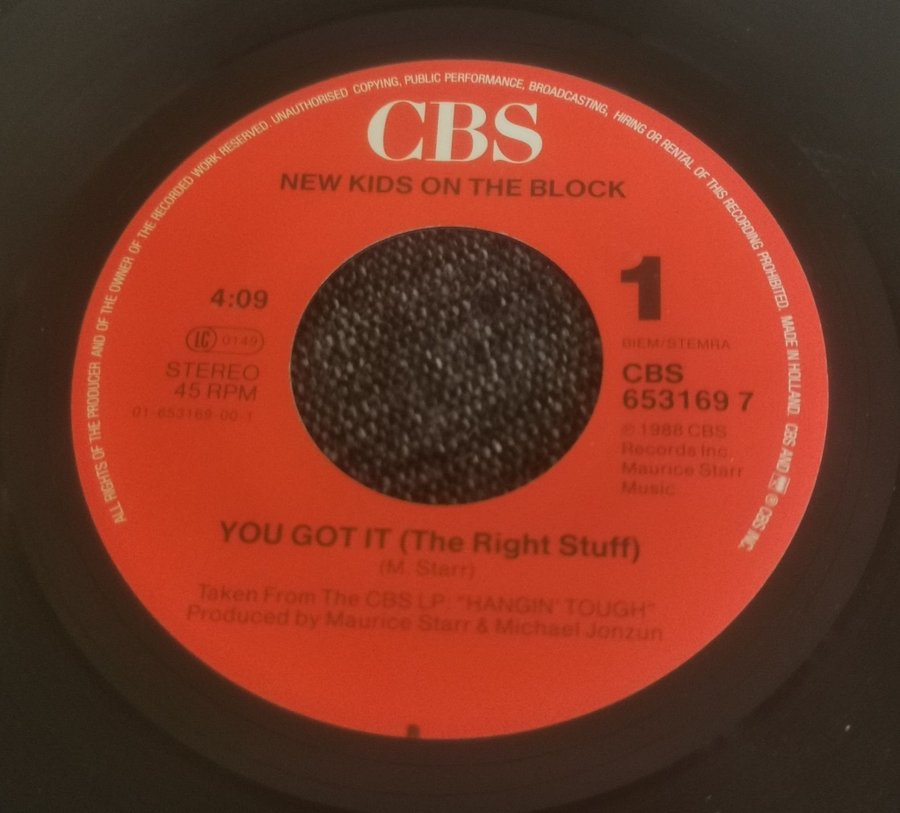 ALL RIGHTS OF THE PRODUCER AND OF THE OWNER OF THE RECORDED WORK RESERVED. UNAUTHORISED COPYING, PUBLIC PERFORMANCE, BROADCASTING, HIRING OR RENTAL OF THIS RECORDING PROHIBITED. MADE IN HOLLAND. CBS AND ® CBS INC.
CBS
NEW KIDS ON THE BLOCK
4:09
LC 0149
STEREO
45 RPM
01-653169-00-1
1
BIEM/STEMRA
CBS
653169 7
℗ 1988 CBS
Records Inc.
Maurice Starr
Music
YOU GOT IT (The Right Stuff)
(M. Starr)
Taken From The CBS LP: "HANGIN' TOUGH"
Produced by Maurice Starr & Michael Jonzun